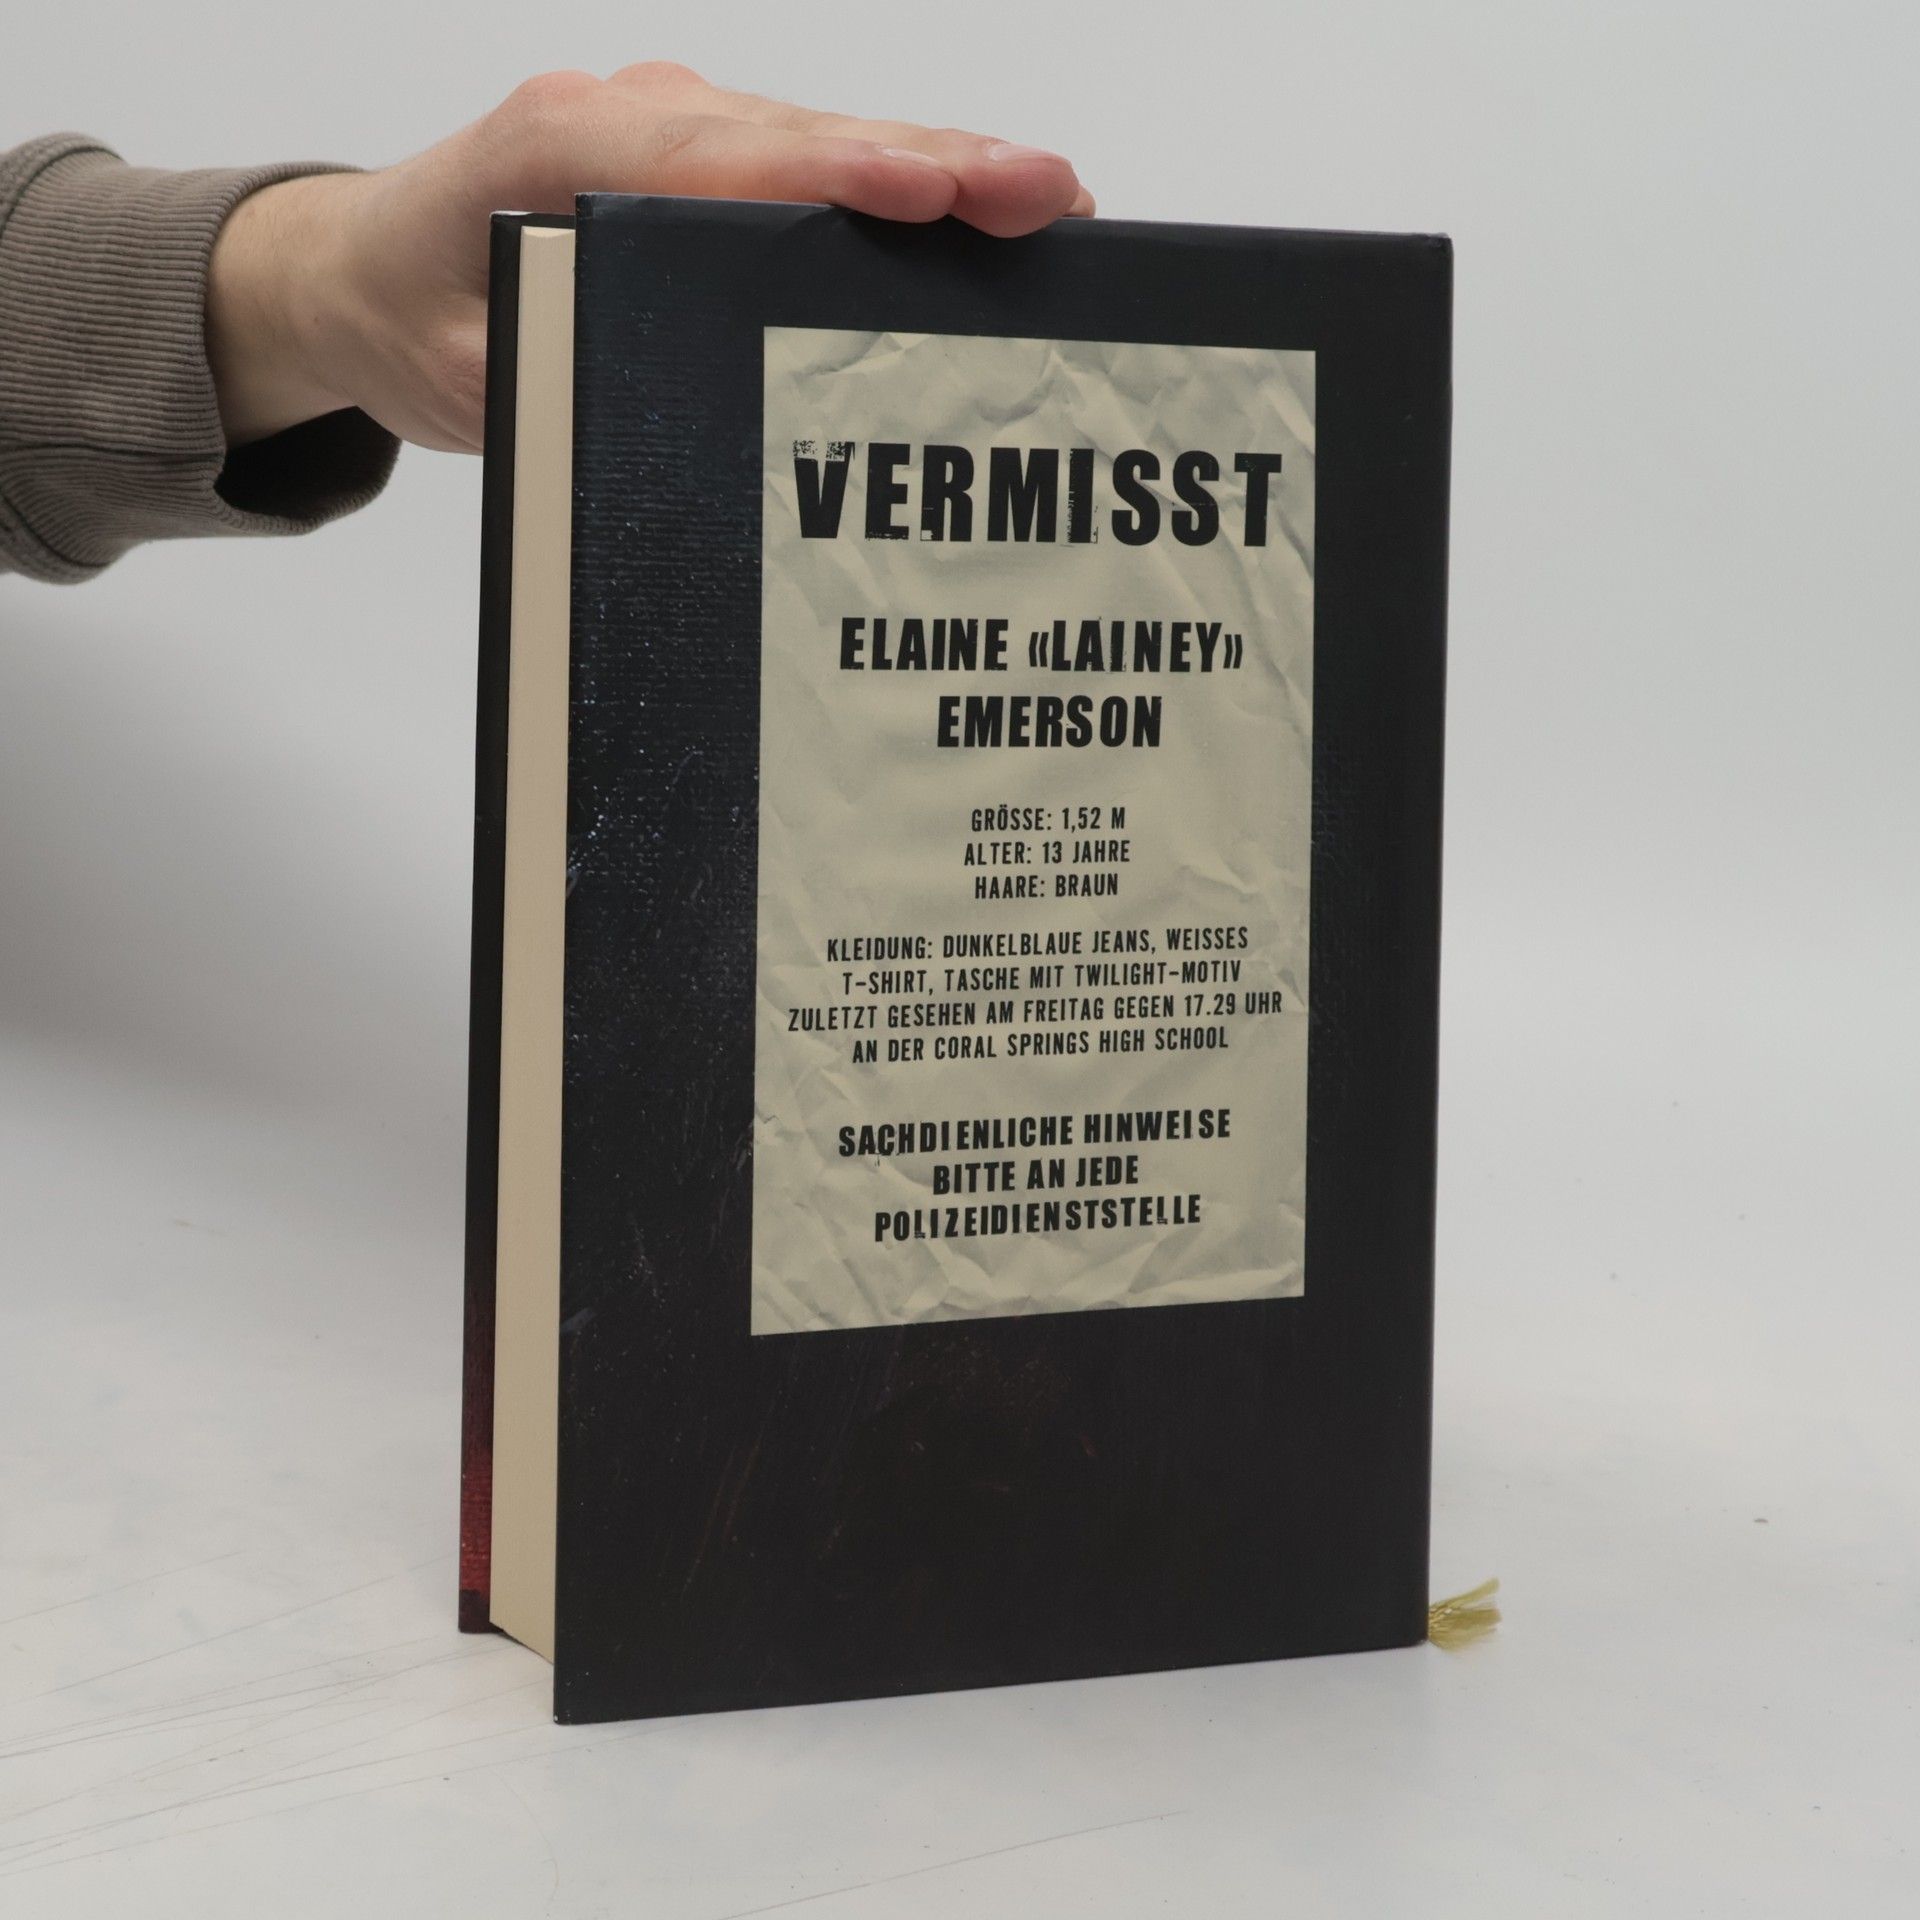 VERMISST
ELAINE «LAINEY»
EMERSON
GRÖSSE: 1,52 M
ALTER: 13 JAHRE
HAARE: BRAUN
KLEIDUNG: DUNKELBLAUE JEANS, WEISSES
T-SHIRT, TASCHE MIT TWILIGHT-MOTIV
ZULETZT GESEHEN AM FREITAG GEGEN 17.29 UHR
AN DER CORAL SPRINGS HIGH SCHOOL
SACHDIENLICHE HINWEISE
BITTE AN JEDE
POLIZEIDIENSTSTELLE